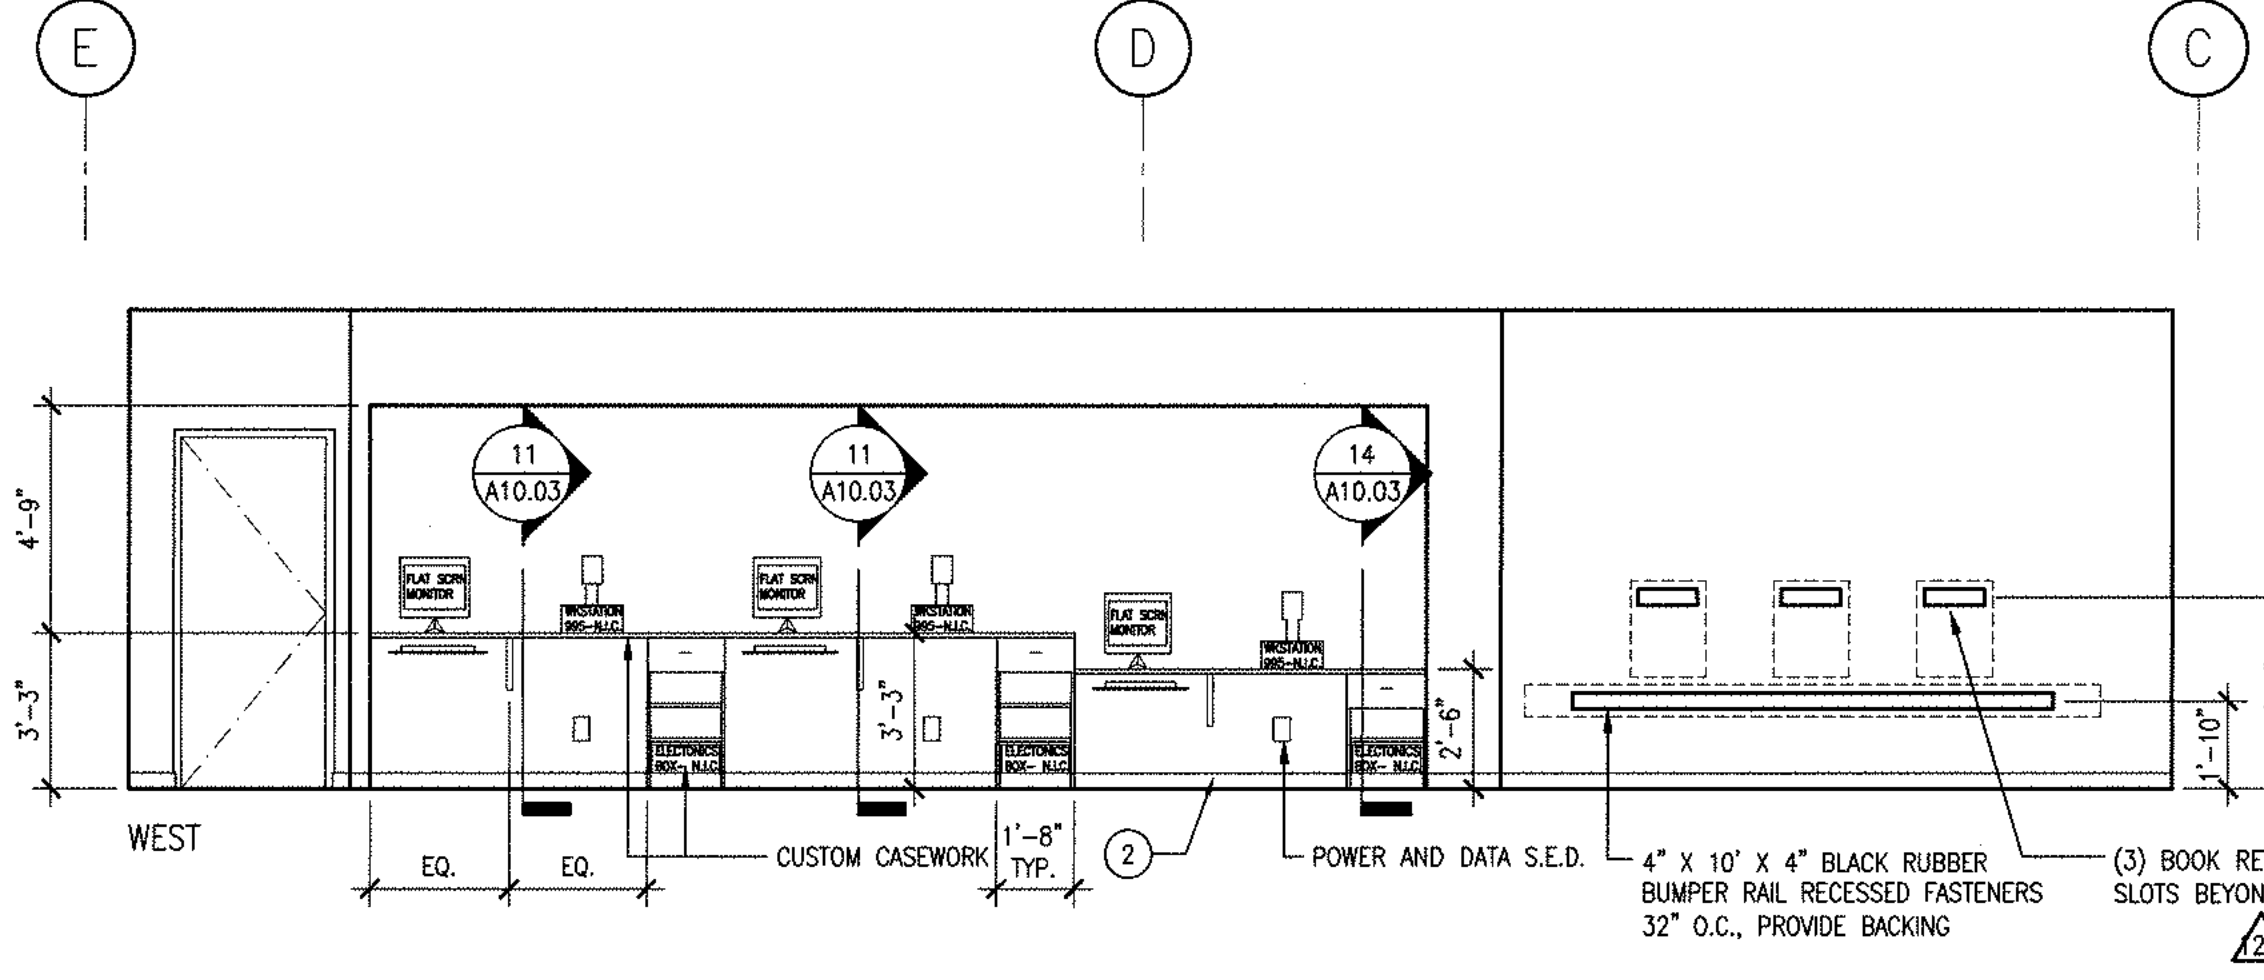 E
D
C
11
A10.03
11
A10.03
14
A10.03
4'-9"
3'-3"
FLAT SCRN
MONITOR
WKSTATION
995-N.I.C.
FLAT SCRN
MONITOR
WKSTATION
995-N.I.C.
FLAT SCRN
MONITOR
WKSTATION
995-N.I.C.
3'-3"
2'-6"
1'-10"
ELECTONICS
BOX- N.I.C.
ELECTONICS
BOX- N.I.C.
ELECTONICS
BOX- N.I.C.
WEST
EQ.
EQ.
CUSTOM CASEWORK
1'-8"
TYP.
2
POWER AND DATA S.E.D.
4" X 10' X 4" BLACK RUBBER
BUMPER RAIL RECESSED FASTENERS
32" O.C., PROVIDE BACKING
(3) BOOK RE
SLOTS BEYON
12